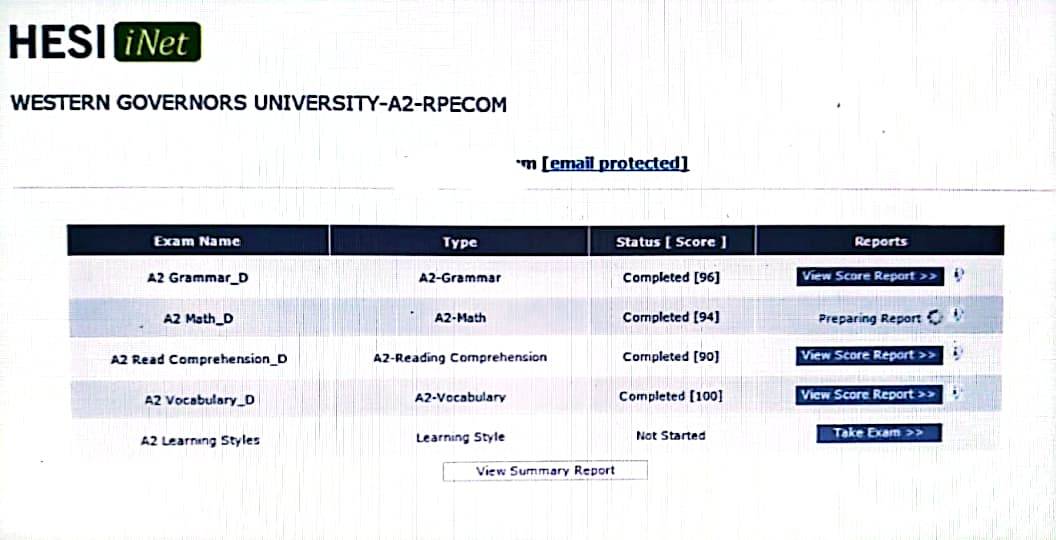 HESI iNet
WESTERN GOVERNORS UNIVERSITY-A2-RPECOM
[email protected]
Exam Name Type Status [ Score ] Reports
A2 Grammar_D A2-Grammar Completed [96] View Score Report >>
A2 Math_D A2-Math Completed [94] Preparing Report
A2 Read Comprehension_D A2-Reading Comprehension Completed [90] View Score Report >>
A2 Vocabulary_D A2-Vocabulary Completed [100] View Score Report >>
A2 Learning Styles Learning Style Not Started Take Exam >>
View Summary Report